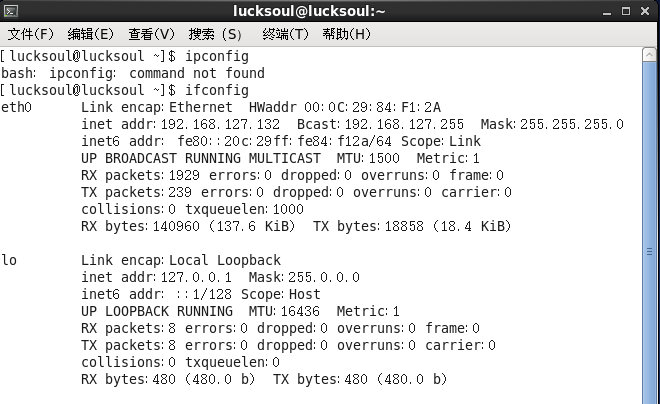 lucksoul@lucksoul:~
文件(F) 编辑(E) 查看(V) 搜索 (S) 终端(T) 帮助(H)
[lucksoul@lucksoul ~]$ ipconfig
bash: ipconfig: command not found
[lucksoul@lucksoul ~]$ ifconfig
eth0 Link encap:Ethernet HWaddr 00:0C:29:84:F1:2A
inet addr:192.168.127.132 Bcast:192.168.127.255 Mask:255.255.255.0
inet6 addr: fe80::20c:29ff:fe84:f12a/64 Scope:Link
UP BROADCAST RUNNING MULTICAST MTU:1500 Metric:1
RX packets:1929 errors:0 dropped:0 overruns:0 frame:0
TX packets:239 errors:0 dropped:0 overruns:0 carrier:0
collisions:0 txqueuelen:1000
RX bytes:140960 (137.6 KiB) TX bytes:18858 (18.4 KiB)
lo Link encap:Local Loopback
inet addr:127.0.0.1 Mask:255.0.0.0
inet6 addr: ::1/128 Scope:Host
UP LOOPBACK RUNNING MTU:16436 Metric:1
RX packets:8 errors:0 dropped:0 overruns:0 frame:0
TX packets:8 errors:0 dropped:0 overruns:0 carrier:0
collisions:0 txqueuelen:0
RX bytes:480 (480.0 b) TX bytes:480 (480.0 b)